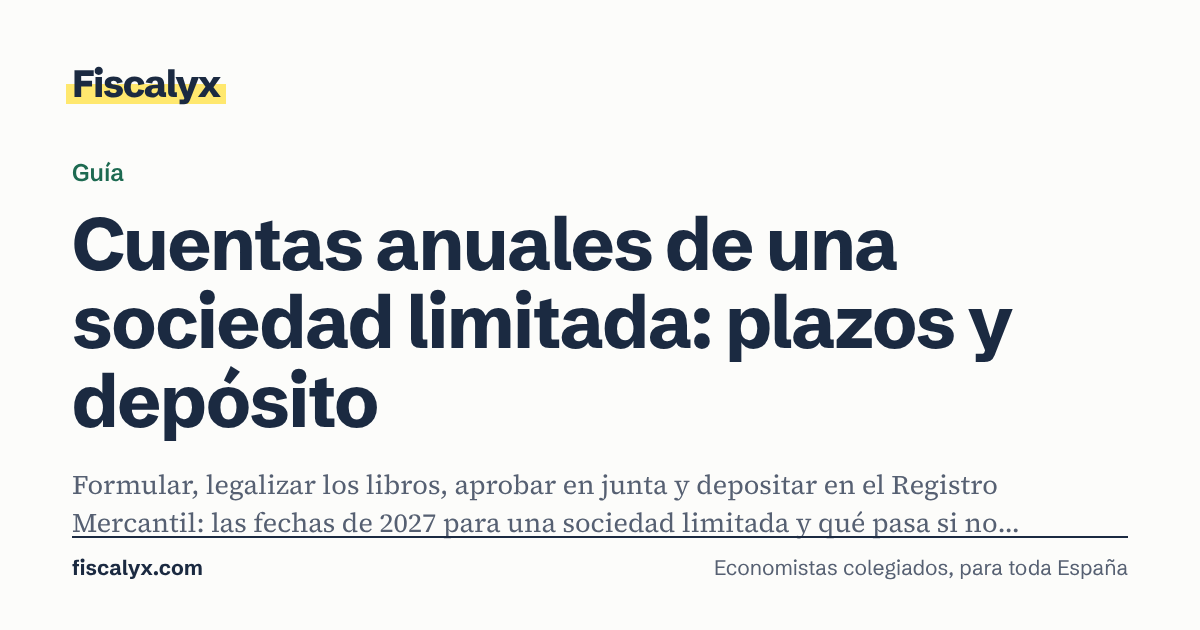 Fiscalyx
Guía
Cuentas anuales de una
sociedad limitada: plazos y
depósito
Formular, legalizar los libros, aprobar en junta y depositar en el Registro
Mercantil: las fechas de 2027 para una sociedad limitada y qué pasa si no...
fiscalyx.com
Economistas colegiados, para toda España